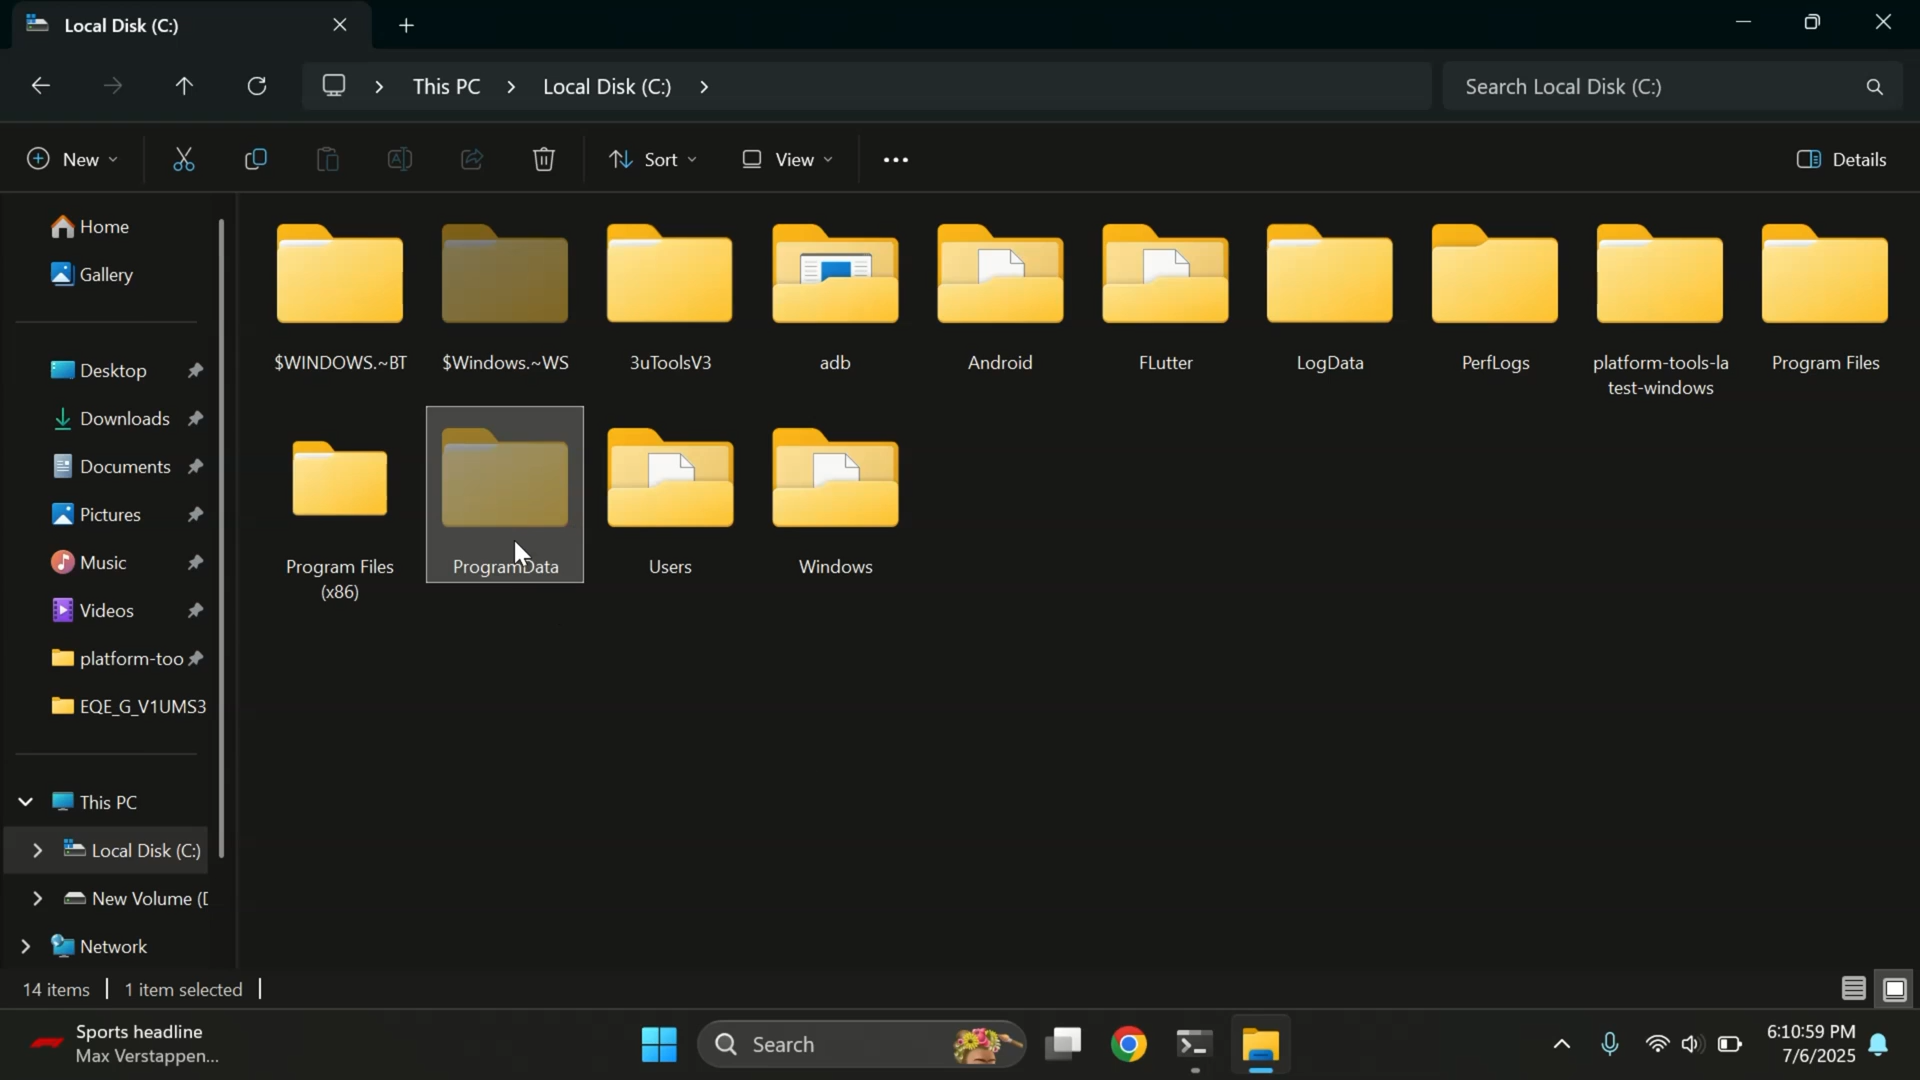 Local Disk (C:)
This PC
Local Disk (C:)
Search Local Disk (C:)
New
Sort
View
Details
Home
Gallery
Desktop
Downloads
Documents
Pictures
Music
Videos
platform-too
EQE_G_V1UMS3
This PC
Local Disk (C:)
New Volume (D
Network
$WINDOWS.~BT
$Windows.~WS
3uToolsV3
adb
Android
FLutter
LogData
PerfLogs
platform-tools-la
test-windows
Program Files
Program Files
(x86)
ProgramData
Users
Windows
14 items
1 item selected
Sports headline
Max Verstappen...
Search
6:10:59 PM
7/6/2025